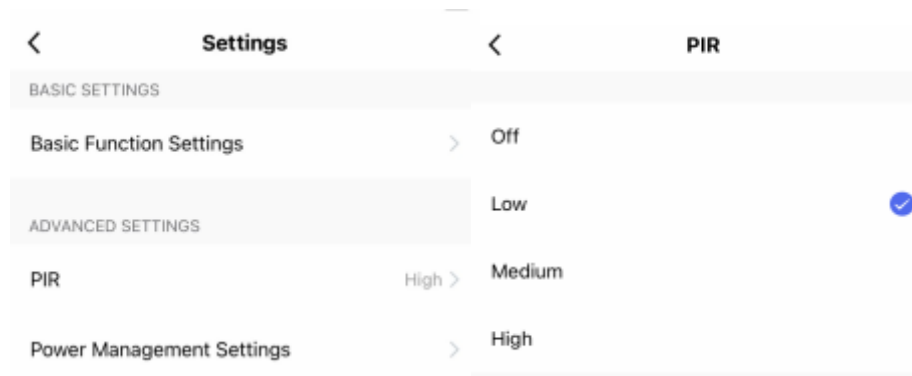 Settings
BASIC SETTINGS
Basic Function Settings
ADVANCED SETTINGS
PIR High
Power Management Settings
PIR
Off
Low
Medium
High